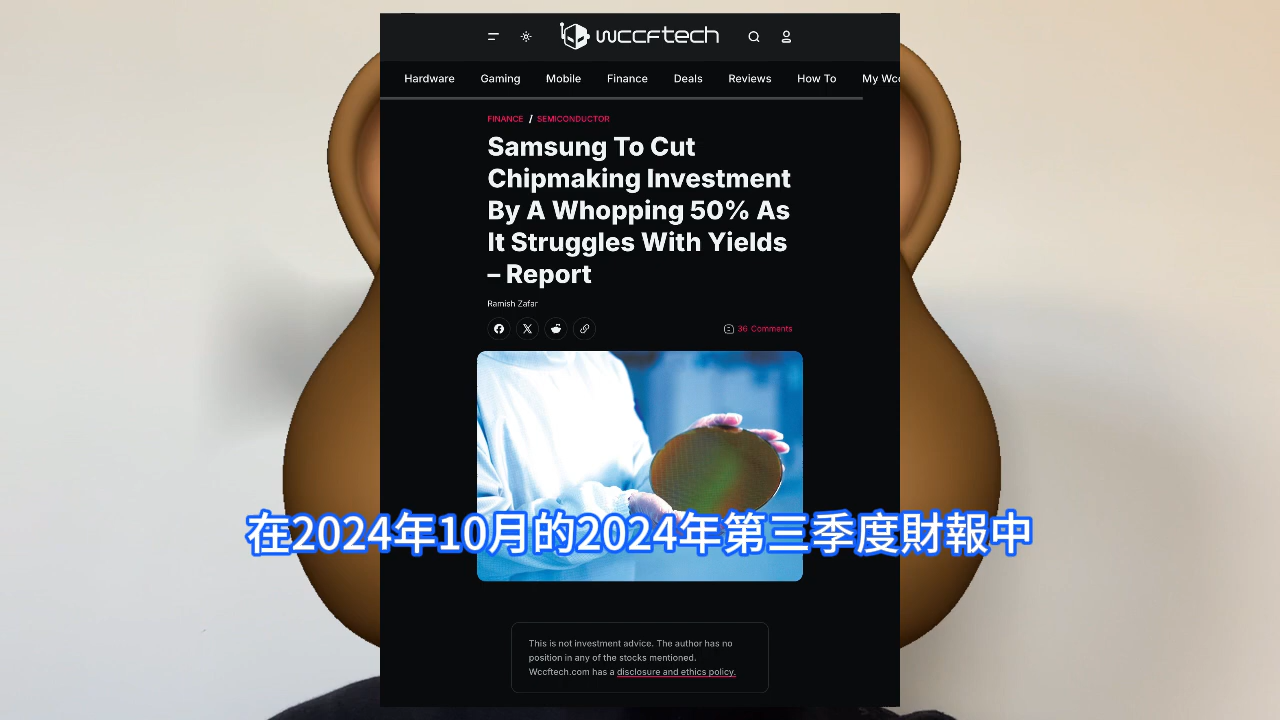 wccftech
Hardware Gaming Mobile Finance Deals Reviews How To My Wcc
FINANCE / SEMICONDUCTOR
Samsung To Cut
Chipmaking Investment
By A Whopping 50% As
It Struggles With Yields
– Report
Ramish Zafar
36 Comments
在2024年10月的2024年第三季度財報中
This is not investment advice. The author has no
position in any of the stocks mentioned.
Wccftech.com has a disclosure and ethics policy.